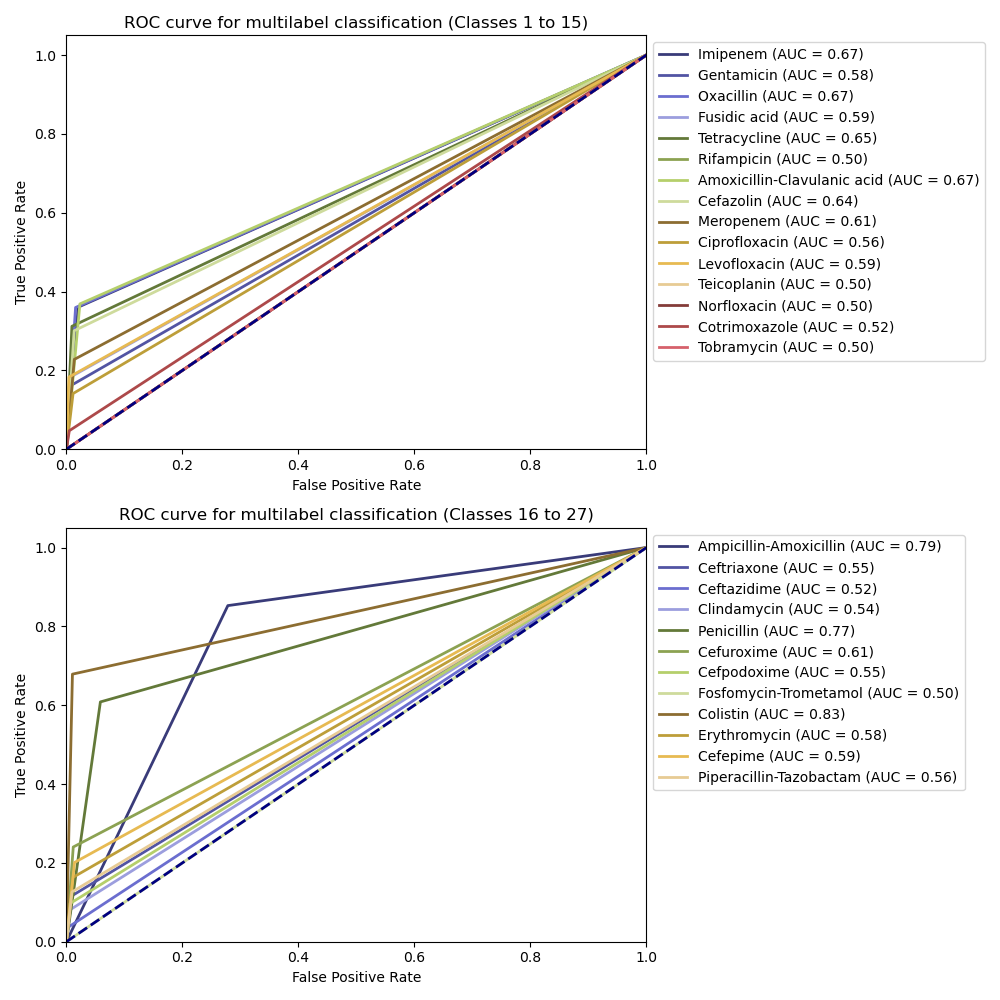 ROC curve for multilabel classification (Classes 1 to 15)
1.0
0.8
0.6
0.4
0.2
0.0
True Positive Rate
0.0 0.2 0.4 0.6 0.8 1.0
False Positive Rate
Imipenem (AUC = 0.67)
Gentamicin (AUC = 0.58)
Oxacillin (AUC = 0.67)
Fusidic acid (AUC = 0.59)
Tetracycline (AUC = 0.65)
Rifampicin (AUC = 0.50)
Amoxicillin-Clavulanic acid (AUC = 0.67)
Cefazolin (AUC = 0.64)
Meropenem (AUC = 0.61)
Ciprofloxacin (AUC = 0.56)
Levofloxacin (AUC = 0.59)
Teicoplanin (AUC = 0.50)
Norfloxacin (AUC = 0.50)
Cotrimoxazole (AUC = 0.52)
Tobramycin (AUC = 0.50)
ROC curve for multilabel classification (Classes 16 to 27)
1.0
0.8
0.6
0.4
0.2
0.0
True Positive Rate
0.0 0.2 0.4 0.6 0.8 1.0
False Positive Rate
Ampicillin-Amoxicillin (AUC = 0.79)
Ceftriaxone (AUC = 0.55)
Ceftazidime (AUC = 0.52)
Clindamycin (AUC = 0.54)
Penicillin (AUC = 0.77)
Cefuroxime (AUC = 0.61)
Cefpodoxime (AUC = 0.55)
Fosfomycin-Trometamol (AUC = 0.50)
Colistin (AUC = 0.83)
Erythromycin (AUC = 0.58)
Cefepime (AUC = 0.59)
Piperacillin-Tazobactam (AUC = 0.56)